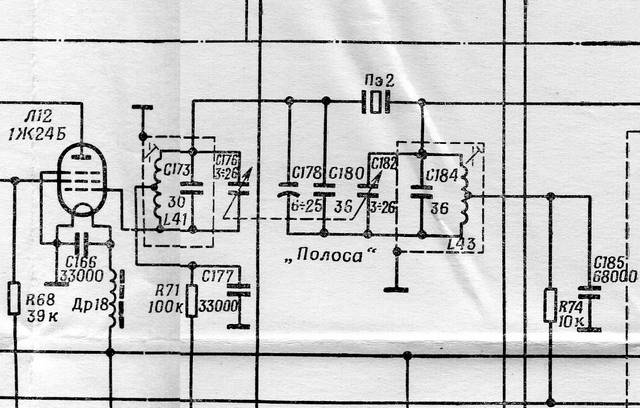 Пэ2
Л12
1Ж24Б
С173
30
L41
С176
3÷26
С178
6÷25
С180
36
С182
3÷26
С184
36
L43
„Полоса“
С166
33000
R68
39к
Др18
R71
100к
С177
33000
С185
68000
R74
10к